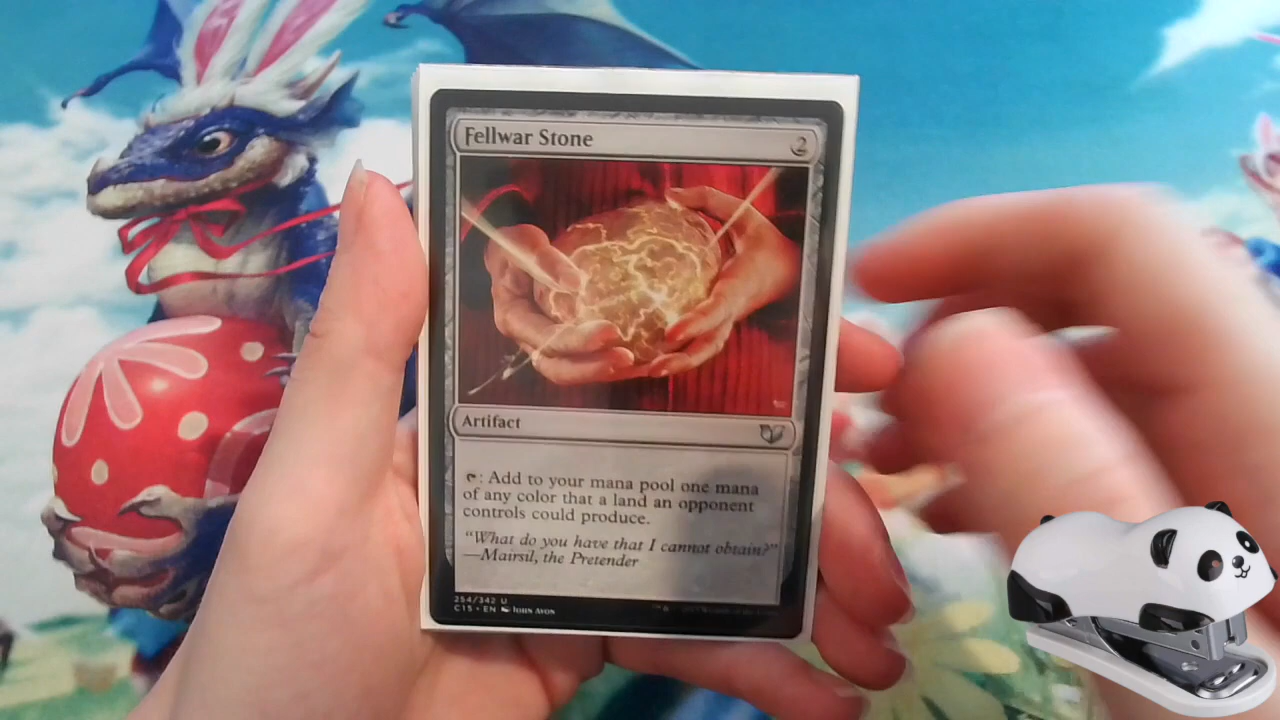 Fellwar Stone 2
Artifact
: Add to your mana pool one mana
of any color that a land an opponent
controls could produce.
"What do you have that I cannot obtain?"
—Mairsil, the Pretender
254/342 U
C15 • EN John Avon